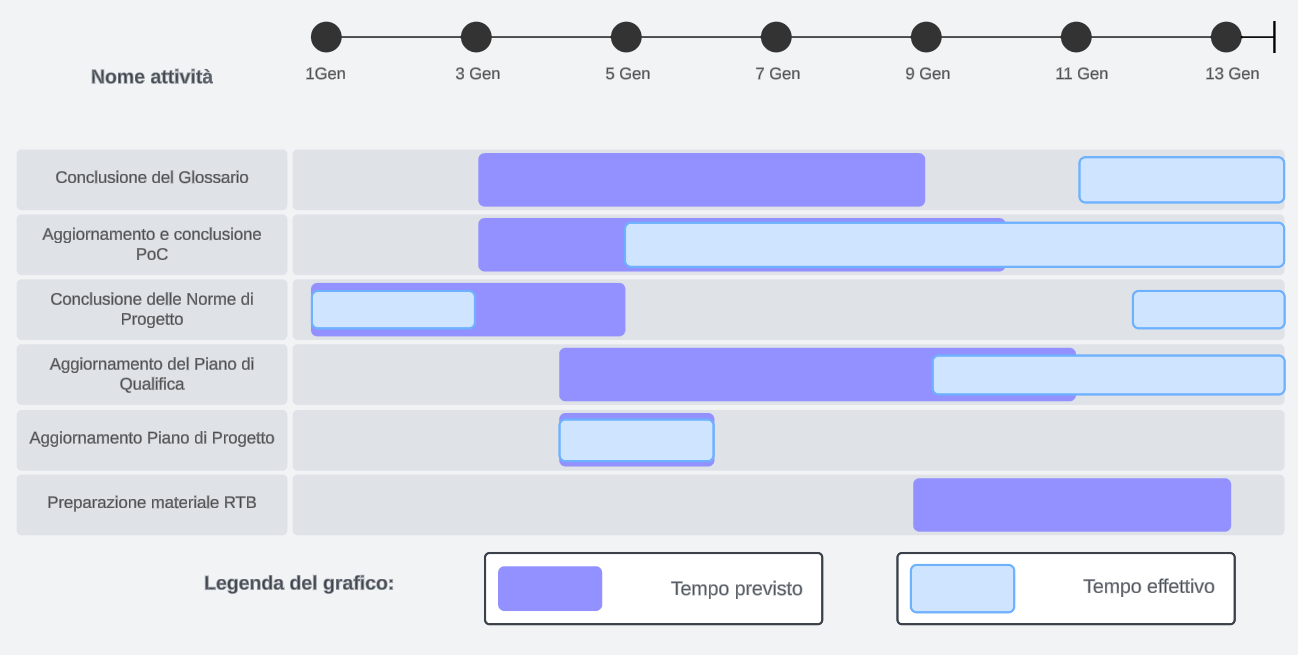 Nome attività
1Gen
3 Gen
5 Gen
7 Gen
9 Gen
11 Gen
13 Gen
Conclusione del Glossario
Aggiornamento e conclusione
PoC
Conclusione delle Norme di
Progetto
Aggiornamento del Piano di
Qualifica
Aggiornamento Piano di Progetto
Preparazione materiale RTB
Legenda del grafico:
Tempo previsto
Tempo effettivo